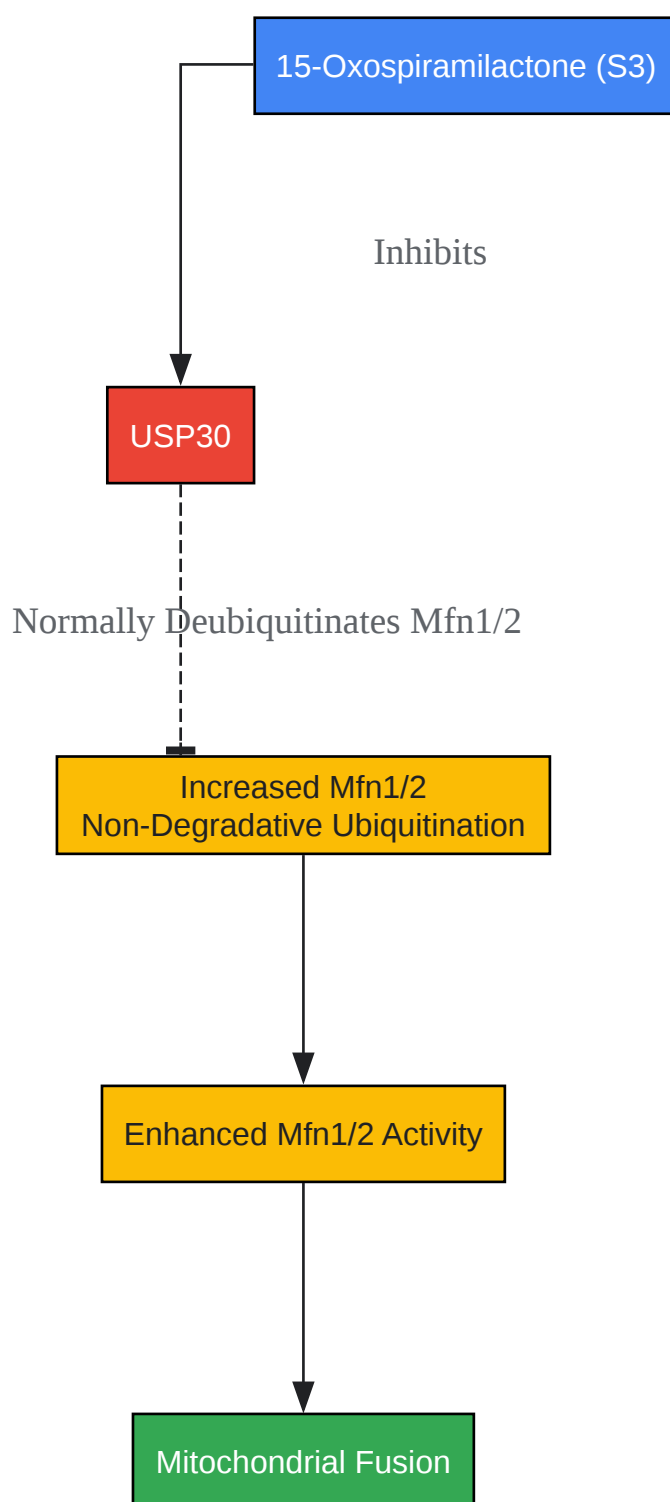 15-Oxospiramilactone (S3)
Inhibits
USP30
Normally Deubiquitinates Mfn1/2
Increased Mfn1/2
Non-Degradative Ubiquitination
Enhanced Mfn1/2 Activity
Mitochondrial Fusion